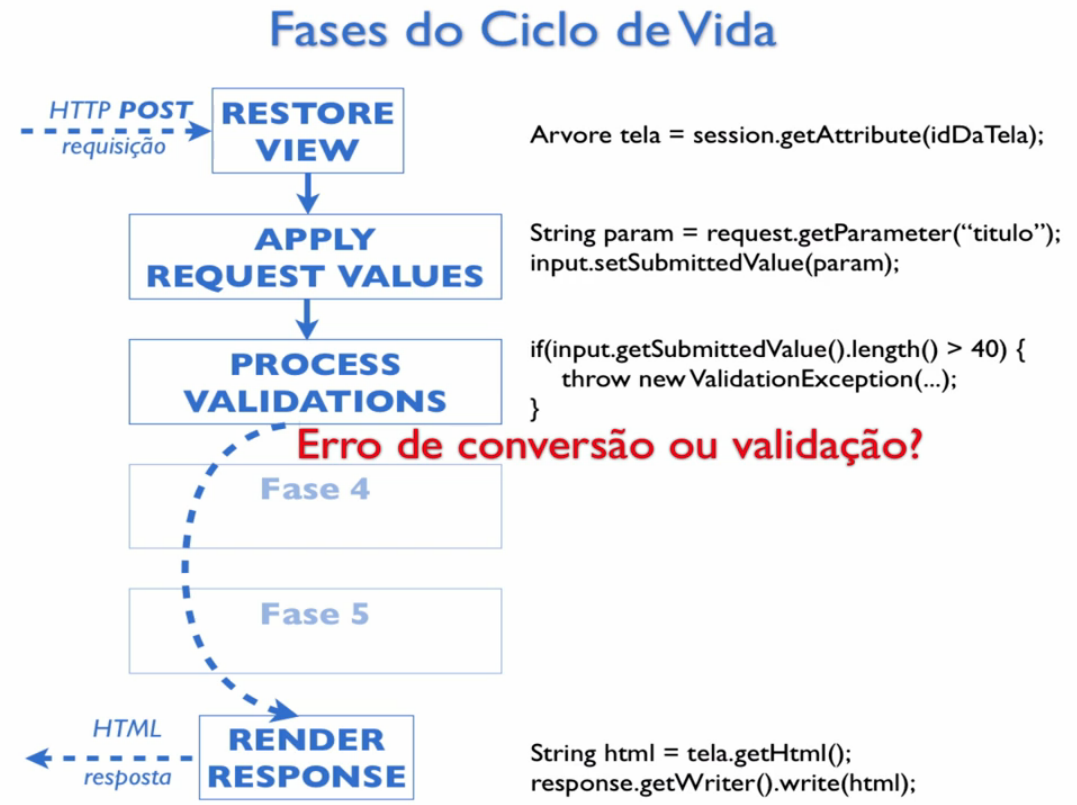 Fases do Ciclo de Vida
HTTP POST
requisição
RESTORE
VIEW
Arvore tela = session.getAttribute(idDaTela);
APPLY
REQUEST VALUES
String param = request.getParameter(“titulo”);
input.setSubmittedValue(param);
PROCESS
VALIDATIONS
if(input.getSubmittedValue().length() > 40) {
throw new ValidationException(...);
}
Erro de conversão ou validação?
Fase 4
Fase 5
HTML
resposta
RENDER
RESPONSE
String html = tela.getHtml();
response.getWriter().write(html);